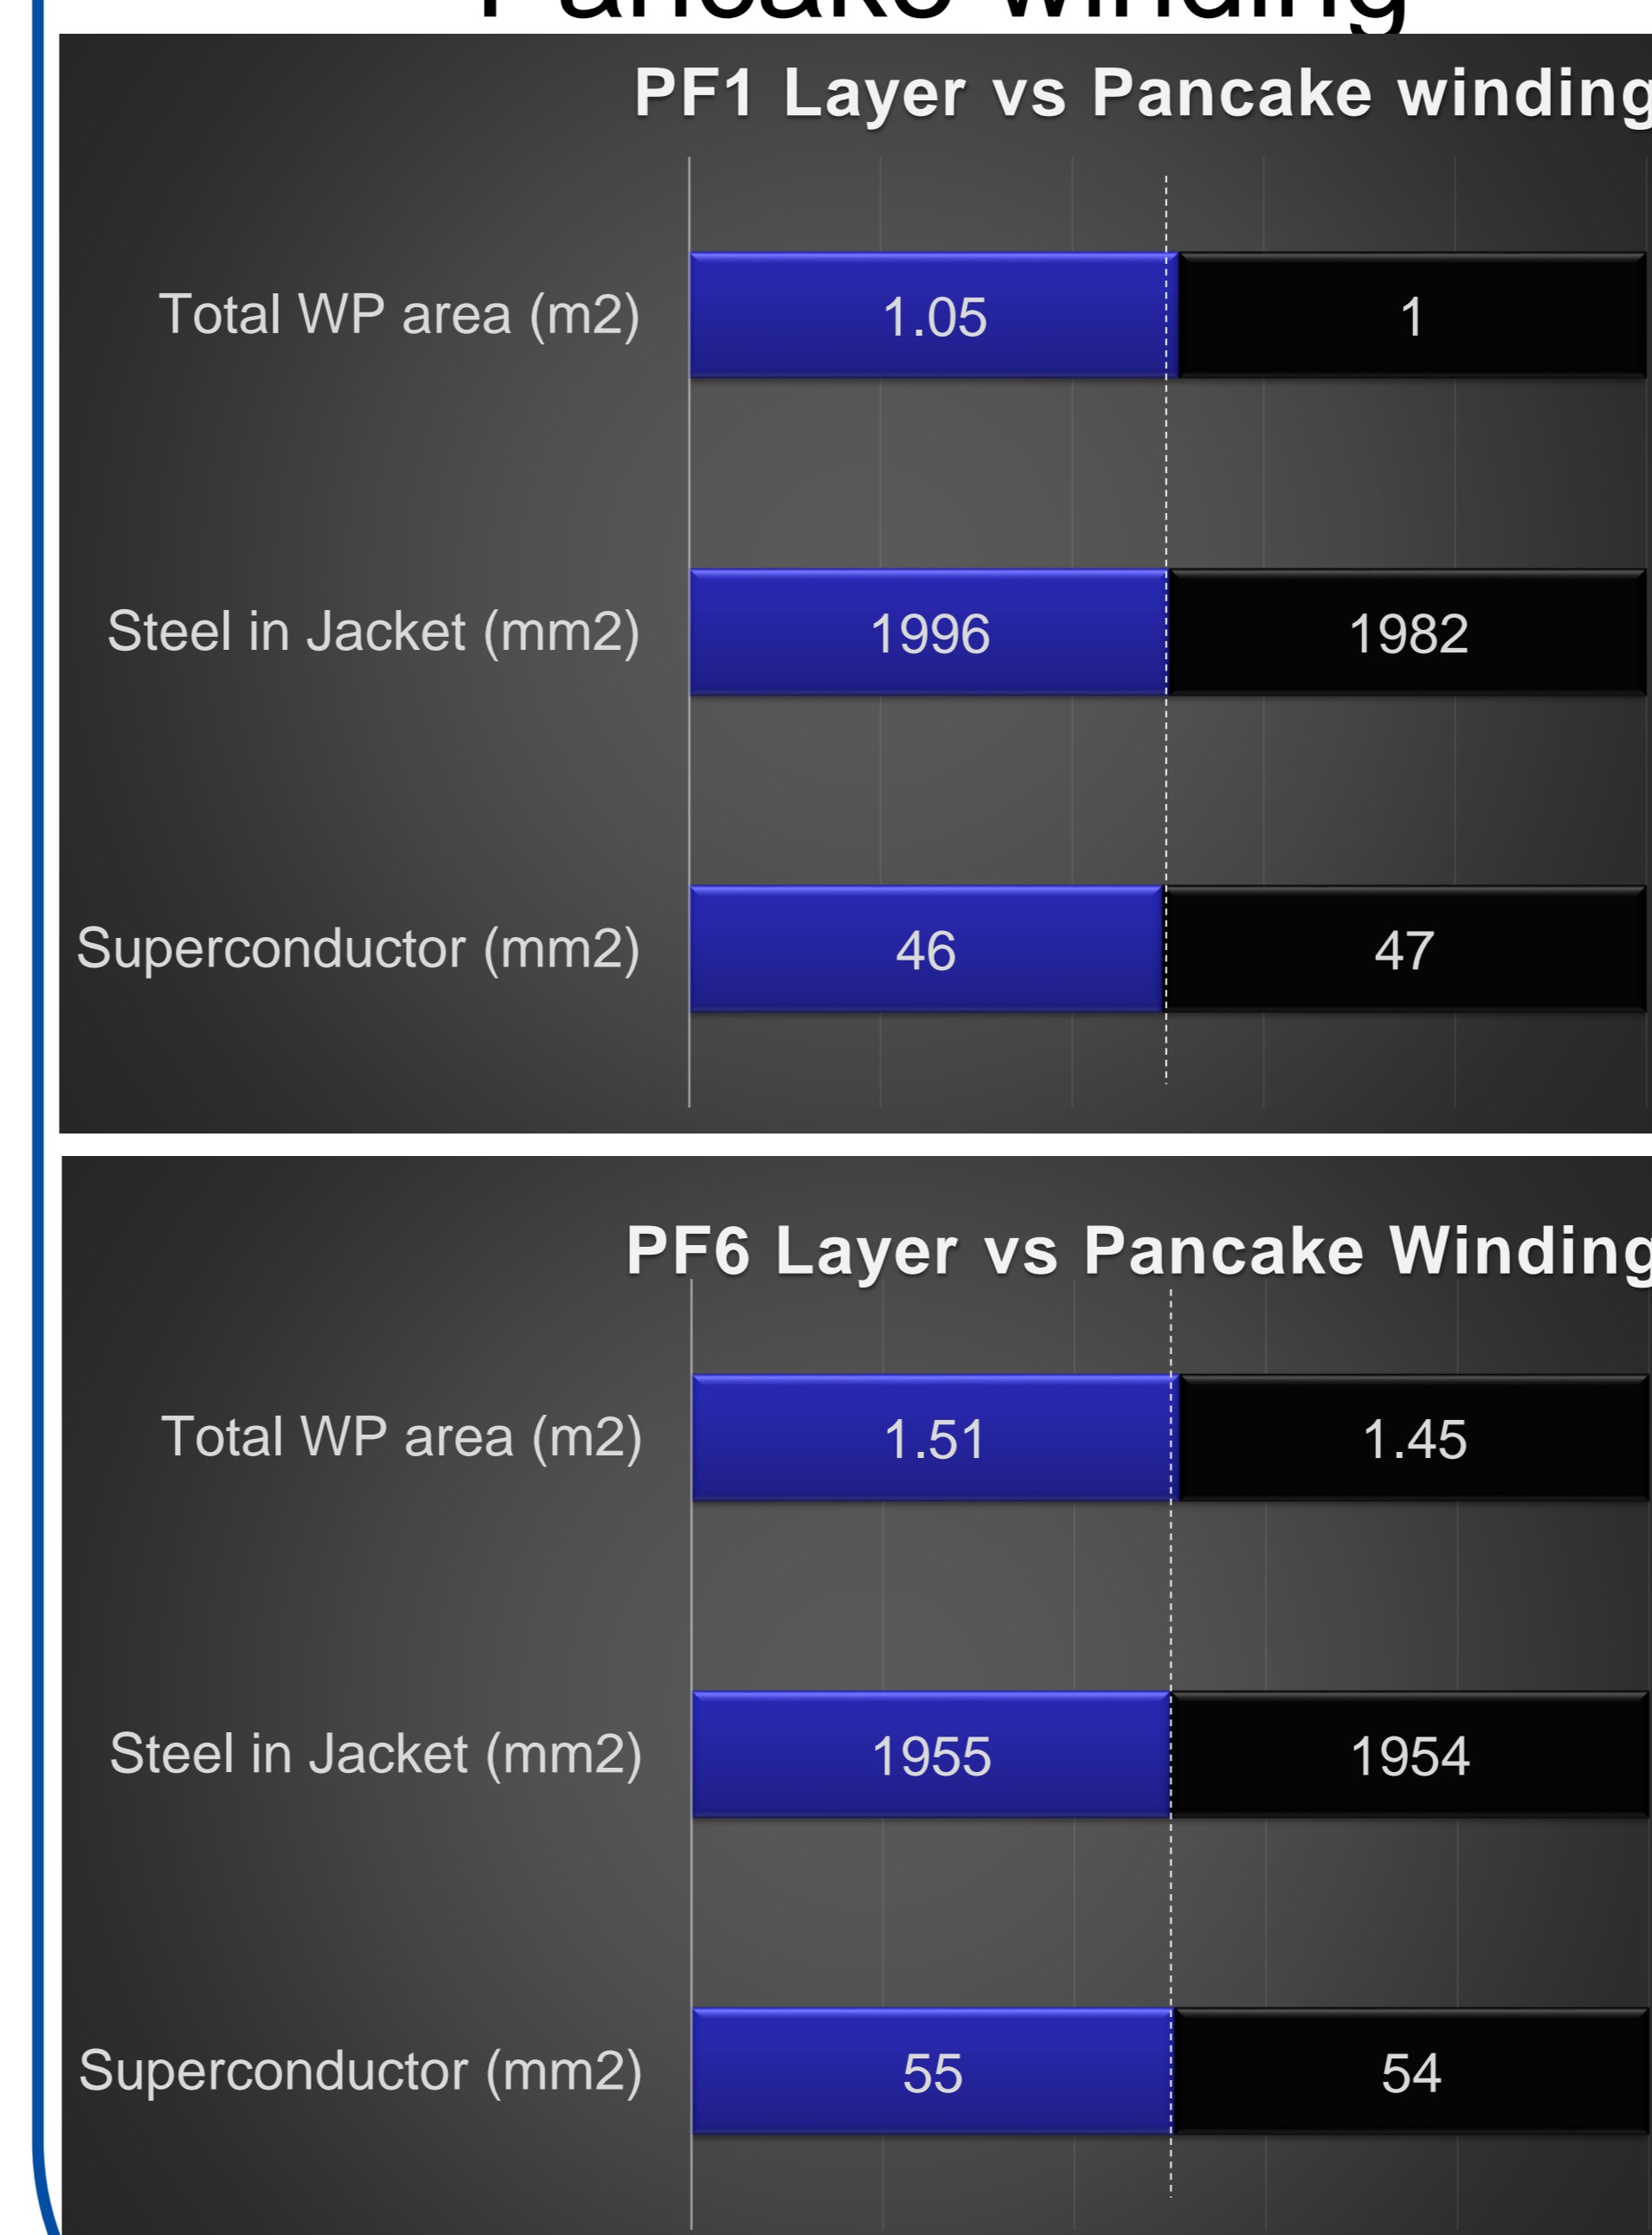 Pancake winding
PF1 Layer vs Pancake winding
Total WP area (m2)
1.05
1
Steel in Jacket (mm2)
1996
1982
Superconductor (mm2)
46
47
PF6 Layer vs Pancake Winding
Total WP area (m2)
1.51
1.45
Steel in Jacket (mm2)
1955
1954
Superconductor (mm2)
55
54